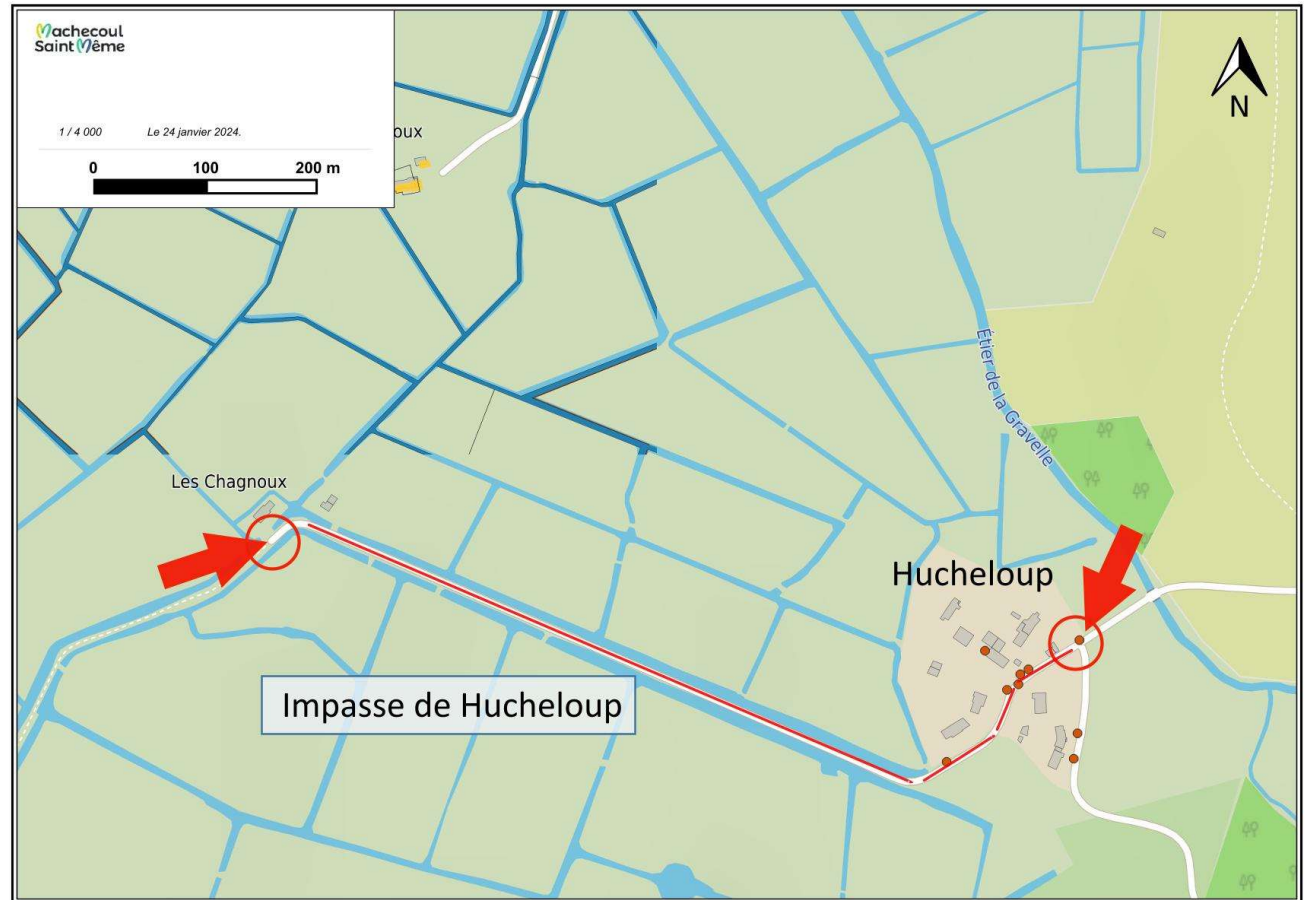 Machecoul
Saint Même
1 / 4 000 Le 24 janvier 2024.
0 100 200 m
oux
N
Étier de la Gravelle
Les Chagnoux
Hucheloup
Impasse de Hucheloup